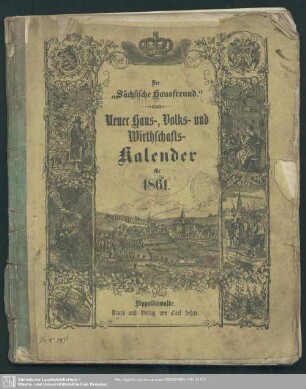 Der
„Sächsische Hausfreund.“
Neuer Haus-, Volks- und
Wirthschafts-
Kalender
für
1861.
Dippoldiswalde.
Druck und Verlag von Carl Jehne.